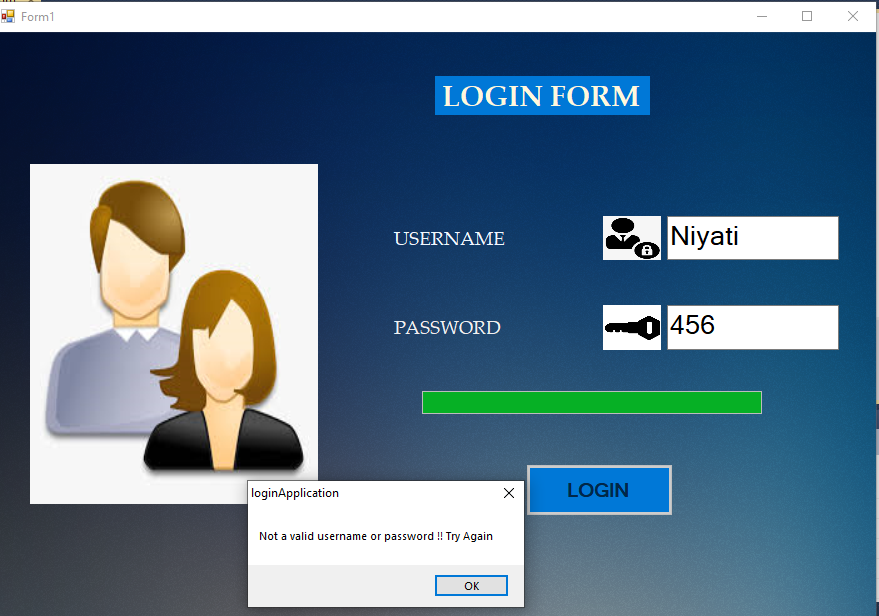 Form1
LOGIN FORM
USERNAME
Niyati
PASSWORD
456
LOGIN
loginApplication
Not a valid username or password !! Try Again
OK